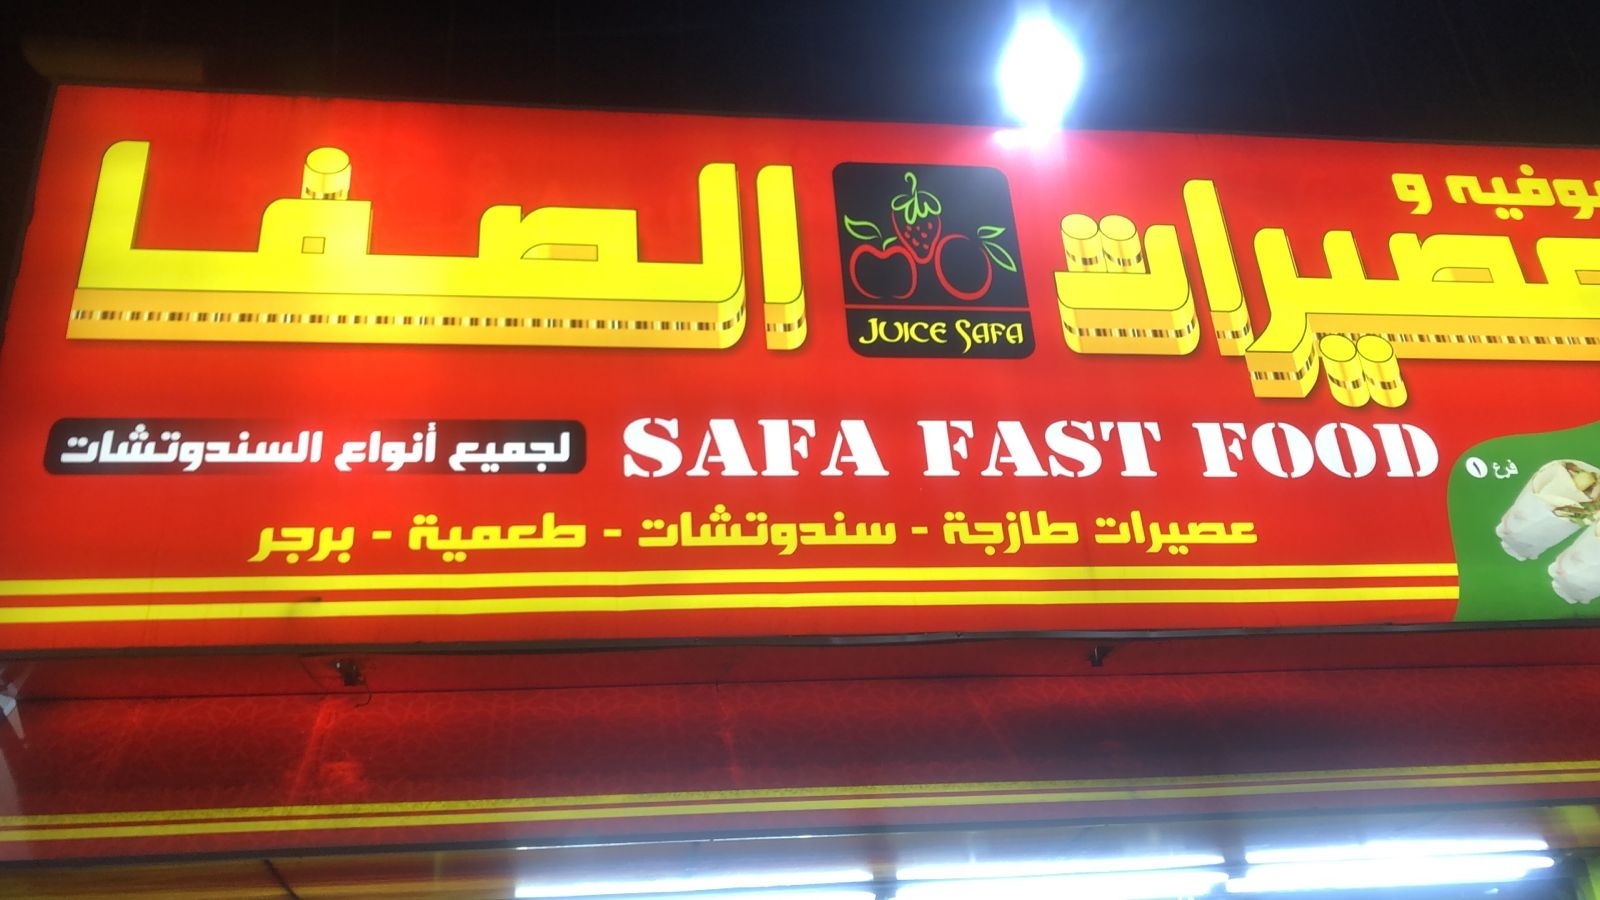 و
عصيرات الصفا
JUICE SAFA
SAFA FAST FOOD
لجميع أنواع السندوتشات
عصيرات طازجة - سندوتشات - طعمية - برجر
فرع ١